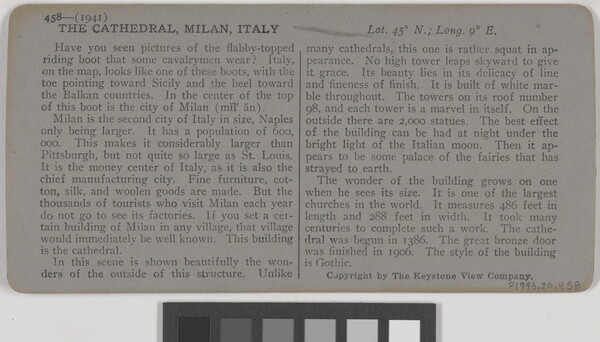 458—(1941)
THE CATHEDRAL, MILAN, ITALY
Lat. 45° N.; Long. 9° E.
Have you seen pictures of the flabby-topped
riding boot that some cavalrymen wear? Italy,
on the map, looks like one of these boots, with the
toe pointing toward Sicily and the heel toward
the Balkan countries. In the center of the top
of this boot is the city of Milan (mĭl′ ăn).
Milan is the second city of Italy in size, Naples
only being larger. It has a population of 600,
000. This makes it considerably larger than
Pittsburgh, but not quite so large as St. Louis.
It is the money center of Italy, as it is also the
chief manufacturing city. Fine furniture, cot-
ton, silk, and woolen goods are made. But the
thousands of tourists who visit Milan each year
do not go to see its factories. If you set a cer-
tain building of Milan in any village, that village
would immediately be well known. This building
is the cathedral.
In this scene is shown beautifully the won-
ders of the outside of this structure. Unlike
many cathedrals, this one is rather squat in ap-
pearance. No high tower leaps skyward to give
it grace. Its beauty lies in its delicacy of line
and fineness of finish. It is built of white mar-
ble throughout. The towers on its roof number
98, and each tower is a marvel in itself. On the
outside there are 2,000 statues. The best effect
of the building can be had at night under the
bright light of the Italian moon. Then it ap-
pears to be some palace of the fairies that has
strayed to earth.
The wonder of the building grows on one
when he sees its size. It is one of the largest
churches in the world. It measures 486 feet in
length and 288 feet in width. It took many
centuries to complete such a work. The cathe-
dral was begun in 1386. The great bronze door
was finished in 1906. The style of the building
is Gothic.
Copyright by The Keystone View Company.
P1993.20.458